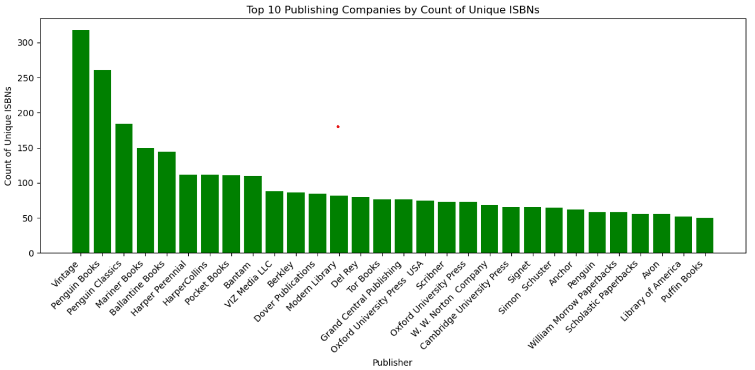 Top 10 Publishing Companies by Count of Unique ISBNs
Count of Unique ISBNs
300
250
200
150
100
50
0
Vintage
Penguin Books
Penguin Classics
Mariner Books
Ballantine Books
Harper Perennial
HarperCollins
Pocket Books
Bantam
VIZ Media LLC
Berkley
Dover Publications
Modern Library
Del Rey
Tor Books
Grand Central Publishing
Oxford University Press  USA
Scribner
Oxford University Press
W. W. Norton  Company
Cambridge University Press
Signet
Simon  Schuster
Anchor
Penguin
William Morrow Paperbacks
Scholastic Paperbacks
Avon
Library of America
Puffin Books
Publisher